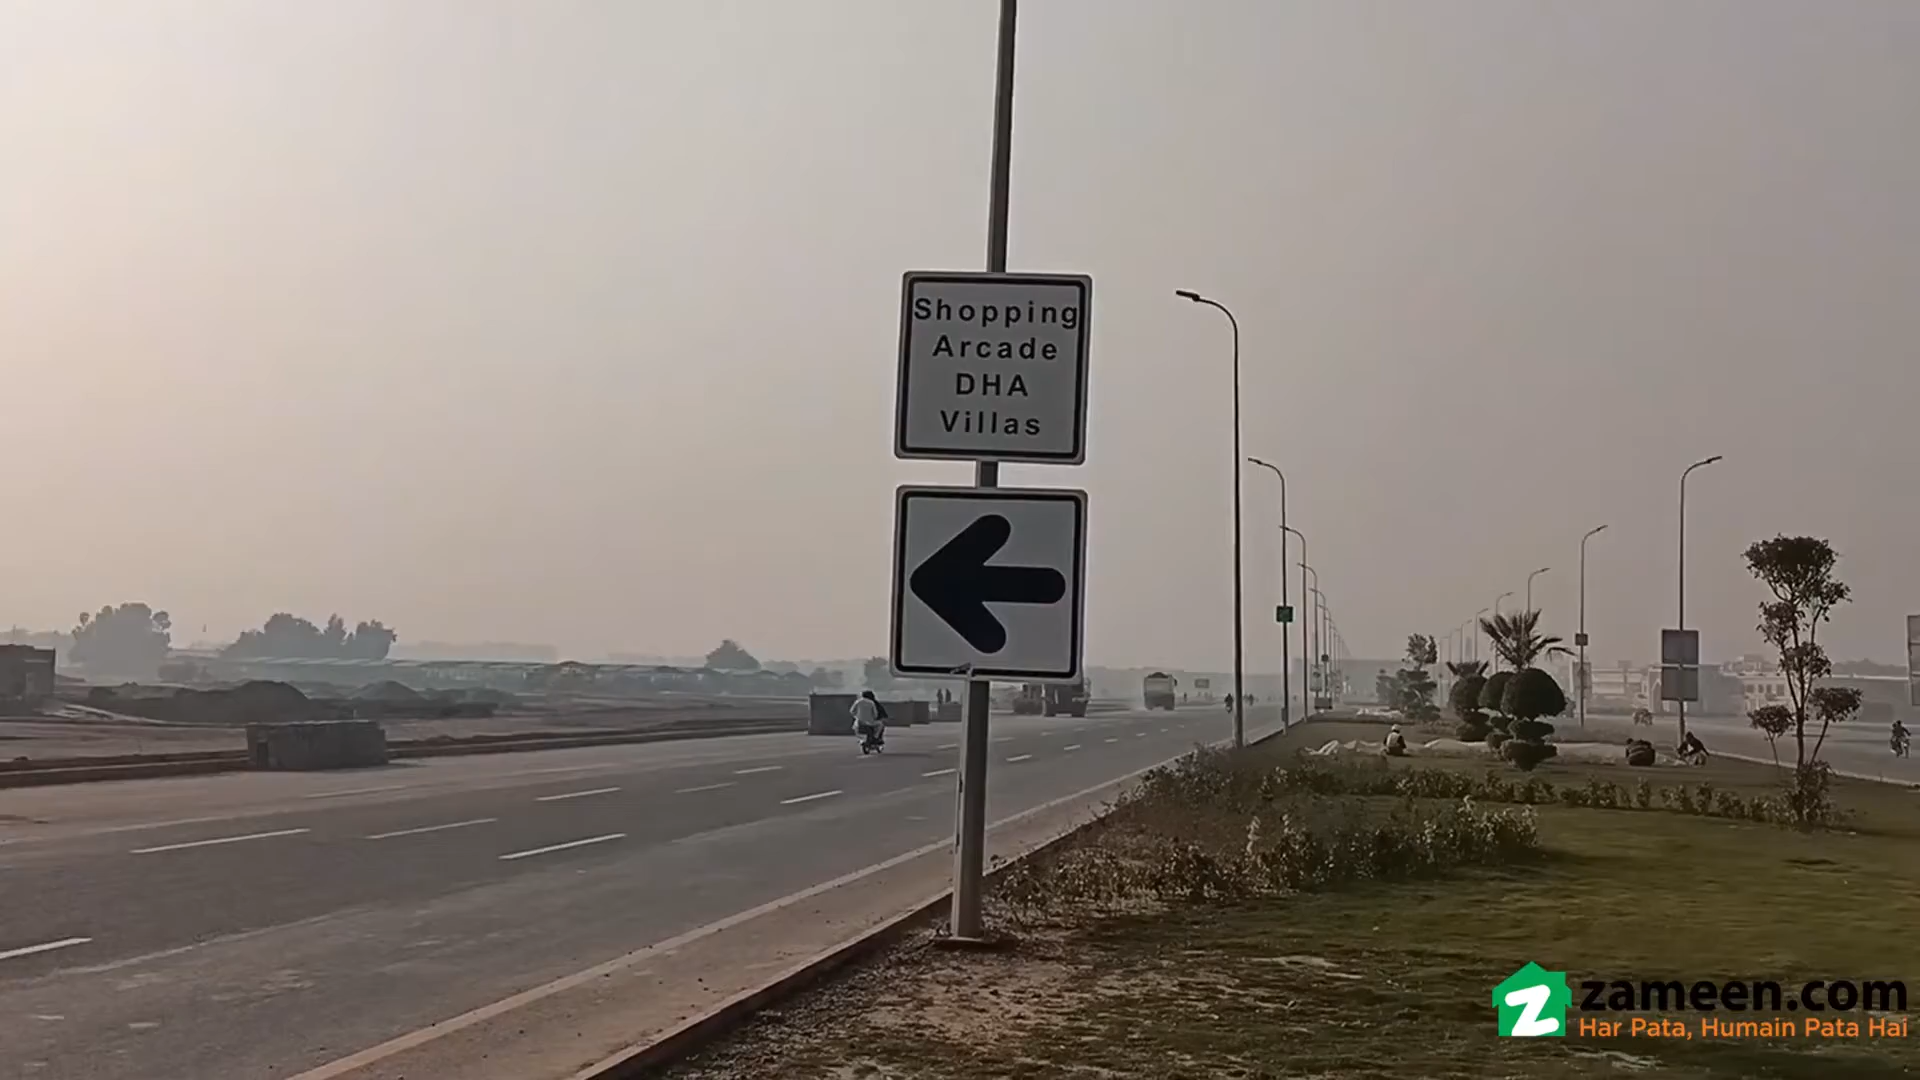 Shopping
Arcade
DHA
Villas
zameen.com
Har Pata, Humain Pata Hai